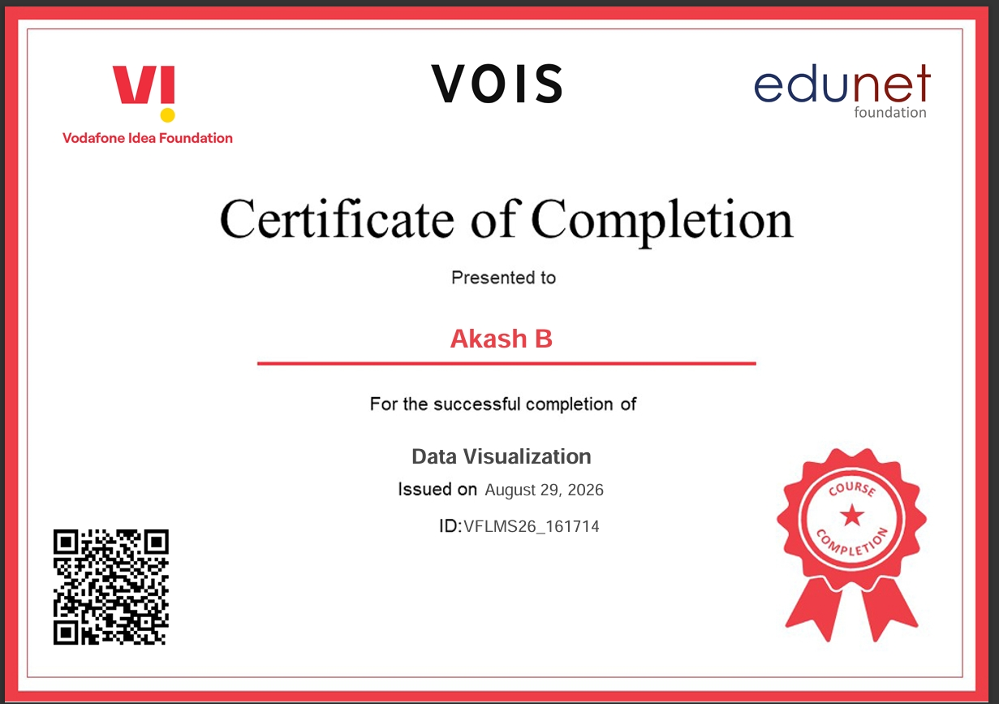 VI
Vodafone Idea Foundation
VOIS
edunet
foundation
Certificate of Completion
Presented to
Akash B
For the successful completion of
Data Visualization
Issued on August 29, 2026
ID:VFLMS26_161714
COURSE
COMPLETION